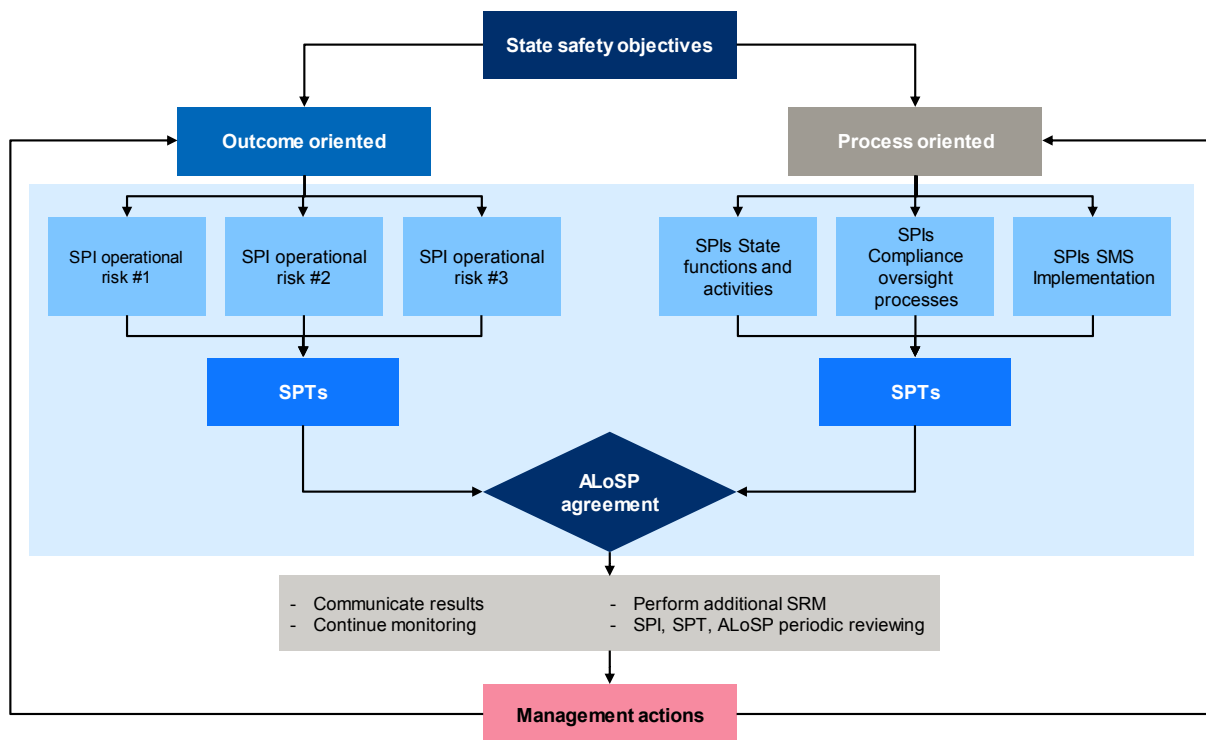 State safety objectives
Outcome oriented
Process oriented
SPI operational
risk #1
SPI operational
risk #2
SPI operational
risk #3
SPIs State
functions and
activities
SPIs
Compliance
oversight
processes
SPIs SMS
Implementation
SPTs
SPTs
ALoSP
agreement
- Communicate results
- Continue monitoring
- Perform additional SRM
- SPI, SPT, ALoSP periodic reviewing
Management actions